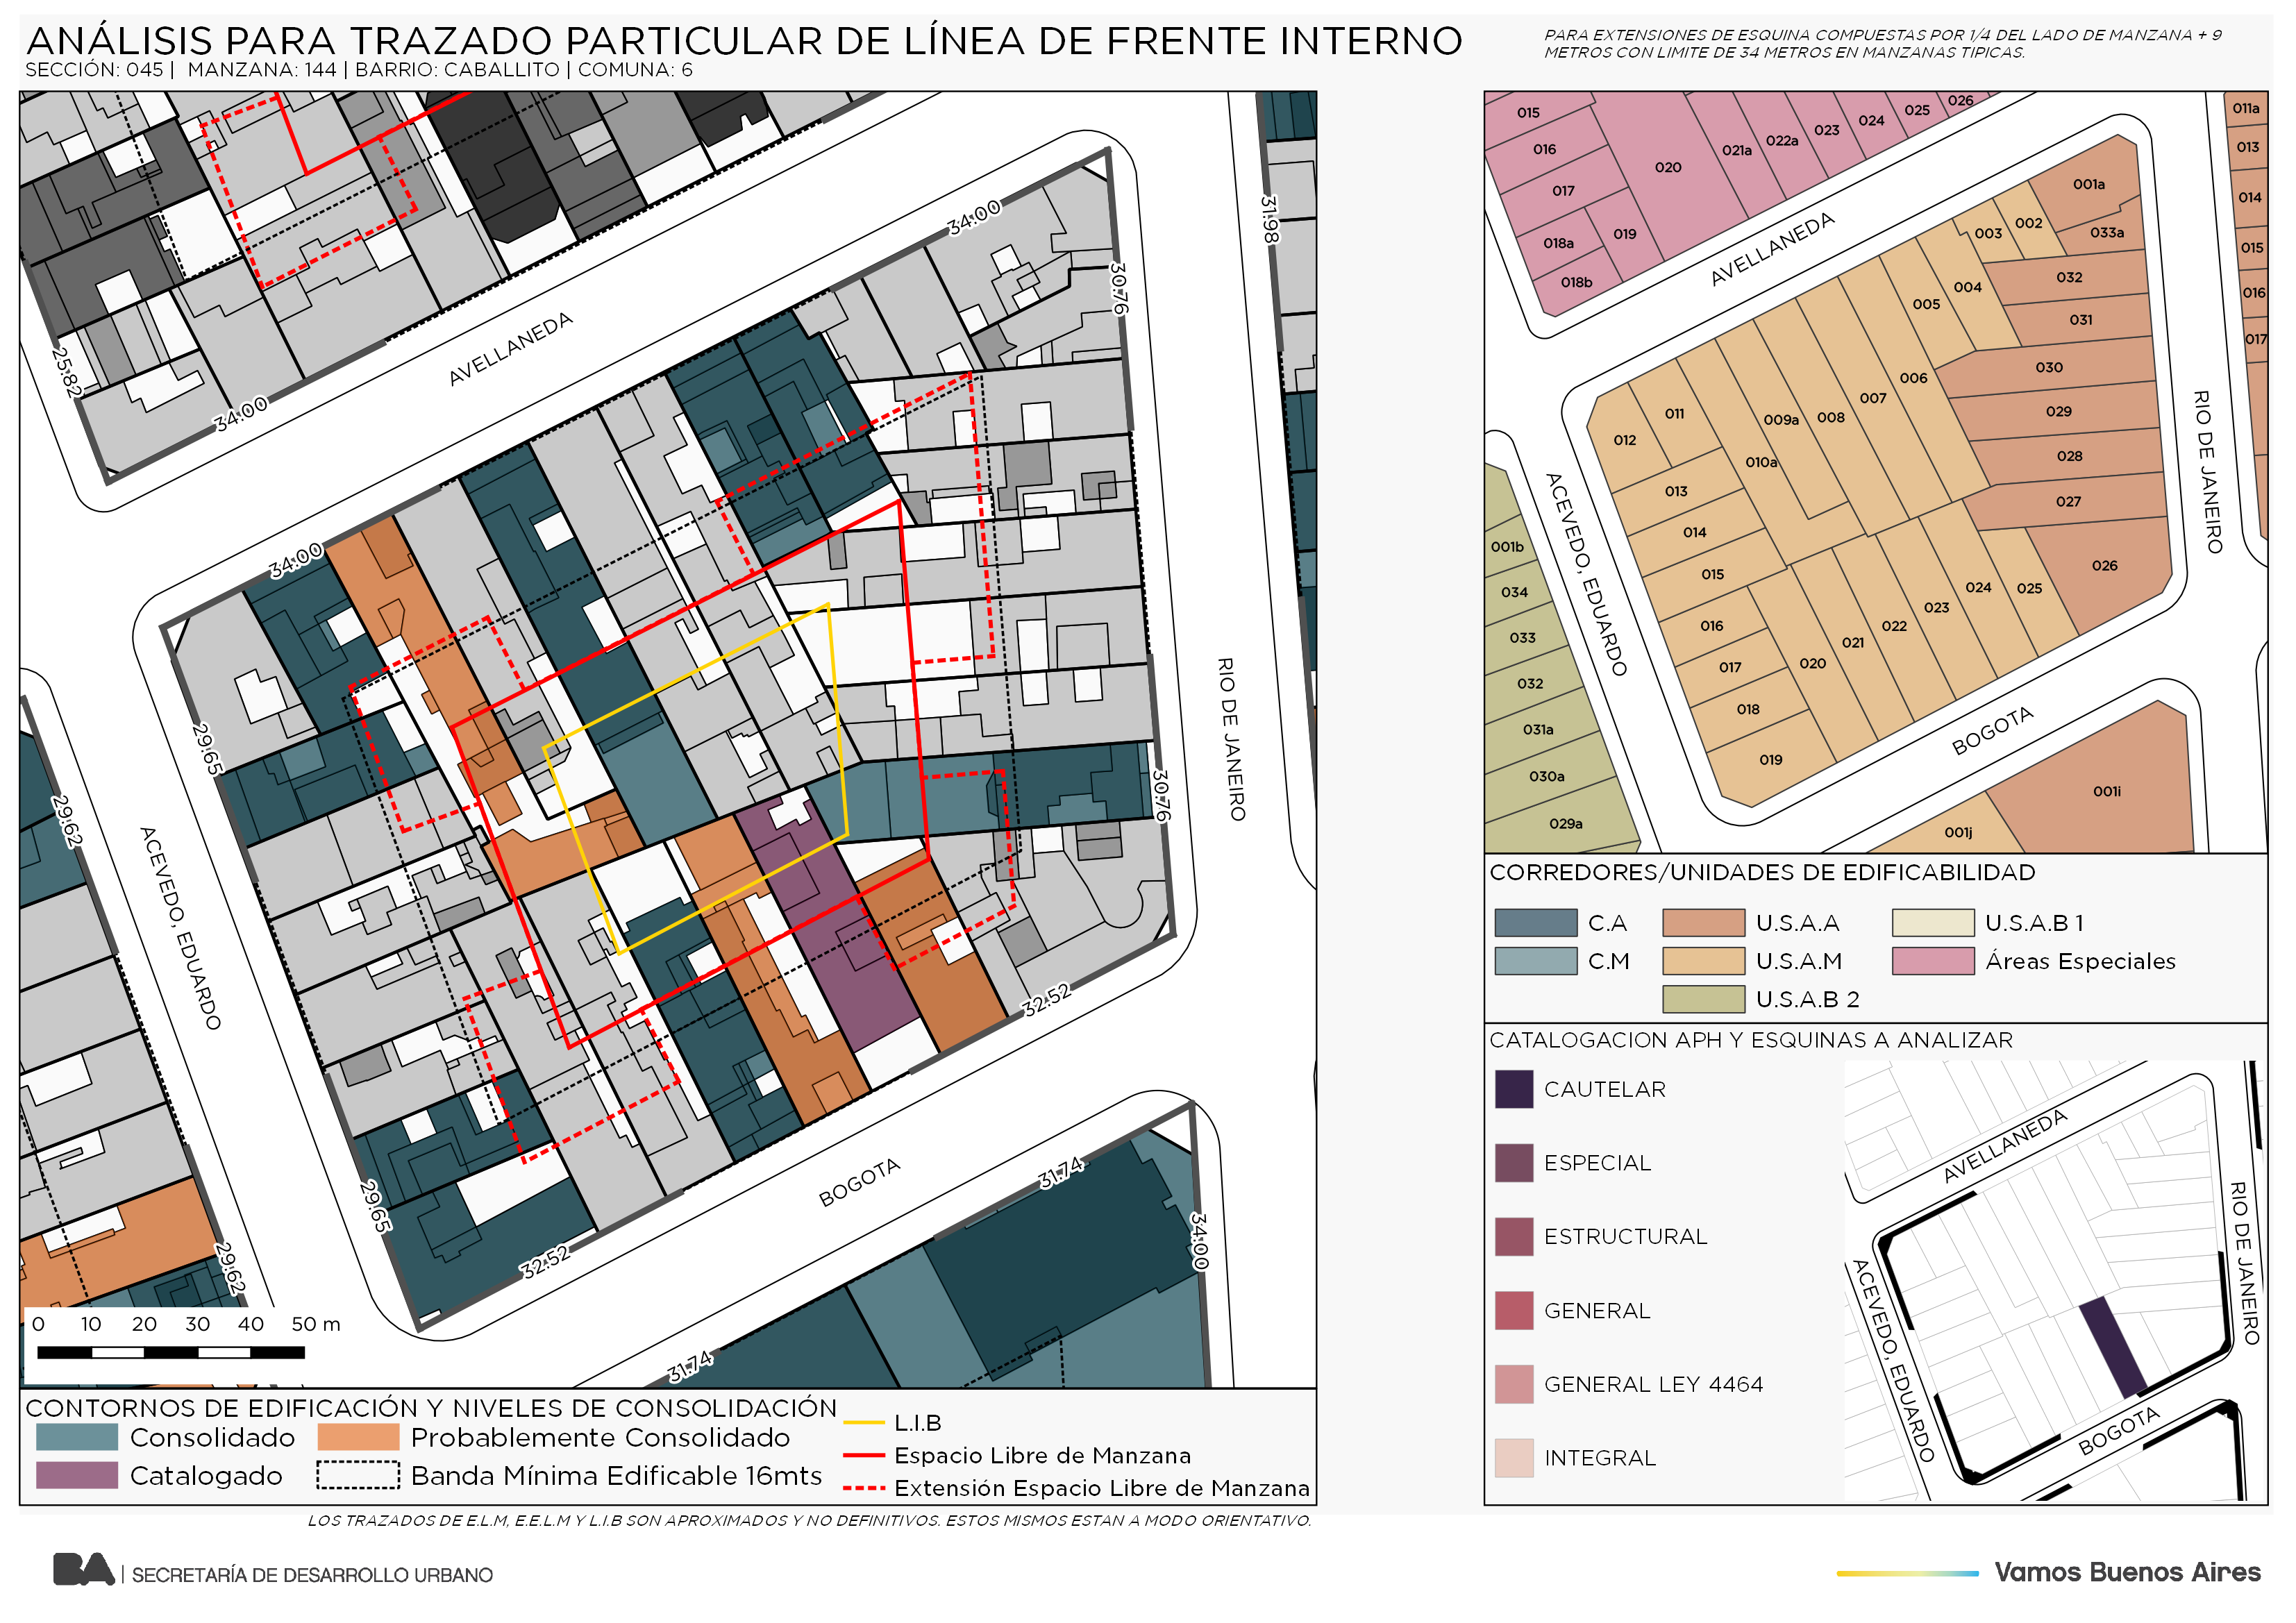 ANÁLISIS PARA TRAZADO PARTICULAR DE LÍNEA DE FRENTE INTERNO
SECCIÓN: 045 | MANZANA: 144 | BARRIO: CABALLITO | COMUNA: 6
PARA EXTENSIONES DE ESQUINA COMPUESTAS POR 1/4 DEL LADO DE MANZANA + 9
METROS CON LIMITE DE 34 METROS EN MANZANAS TIPICAS.
34.00
31.98
30.76
25.82
AVELLANEDA
34.00
34.00
29.65
RIO DE JANEIRO
30.76
29.62
ACEVEDO, EDUARDO
32.52
BOGOTA
31.74
29.65
34.00
29.62
32.52
31.74
0 10 20 30 40 50 m
CONTORNOS DE EDIFICACIÓN Y NIVELES DE CONSOLIDACIÓN
Consolidado
Probablemente Consolidado
Catalogado
Banda Mínima Edificable 16mts
L.I.B
Espacio Libre de Manzana
Extensión Espacio Libre de Manzana
LOS TRAZADOS DE E.L.M, E.E.L.M Y L.I.B SON APROXIMADOS Y NO DEFINITIVOS. ESTOS MISMOS ESTAN A MODO ORIENTATIVO.
015
016
017
018a
018b
019
020
021a
022a
023
024
025
026
011a
013
014
015
016
017
AVELLANEDA
001a
002
003
033a
004
032
005
031
006
030
007
029
008
028
009a
027
010a
026
011
012
013
014
015
016
017
018
019
020
021
022
023
024
025
RIO DE JANEIRO
ACEVEDO, EDUARDO
BOGOTA
001b
034
033
032
031a
030a
029a
001i
001j
CORREDORES/UNIDADES DE EDIFICABILIDAD
C.A
U.S.A.A
U.S.A.B 1
C.M
U.S.A.M
Áreas Especiales
U.S.A.B 2
CATALOGACION APH Y ESQUINAS A ANALIZAR
CAUTELAR
ESPECIAL
ESTRUCTURAL
GENERAL
GENERAL LEY 4464
INTEGRAL
AVELLANEDA
RIO DE JANEIRO
ACEVEDO, EDUARDO
BOGOTA
BA | SECRETARÍA DE DESARROLLO URBANO
Vamos Buenos Aires